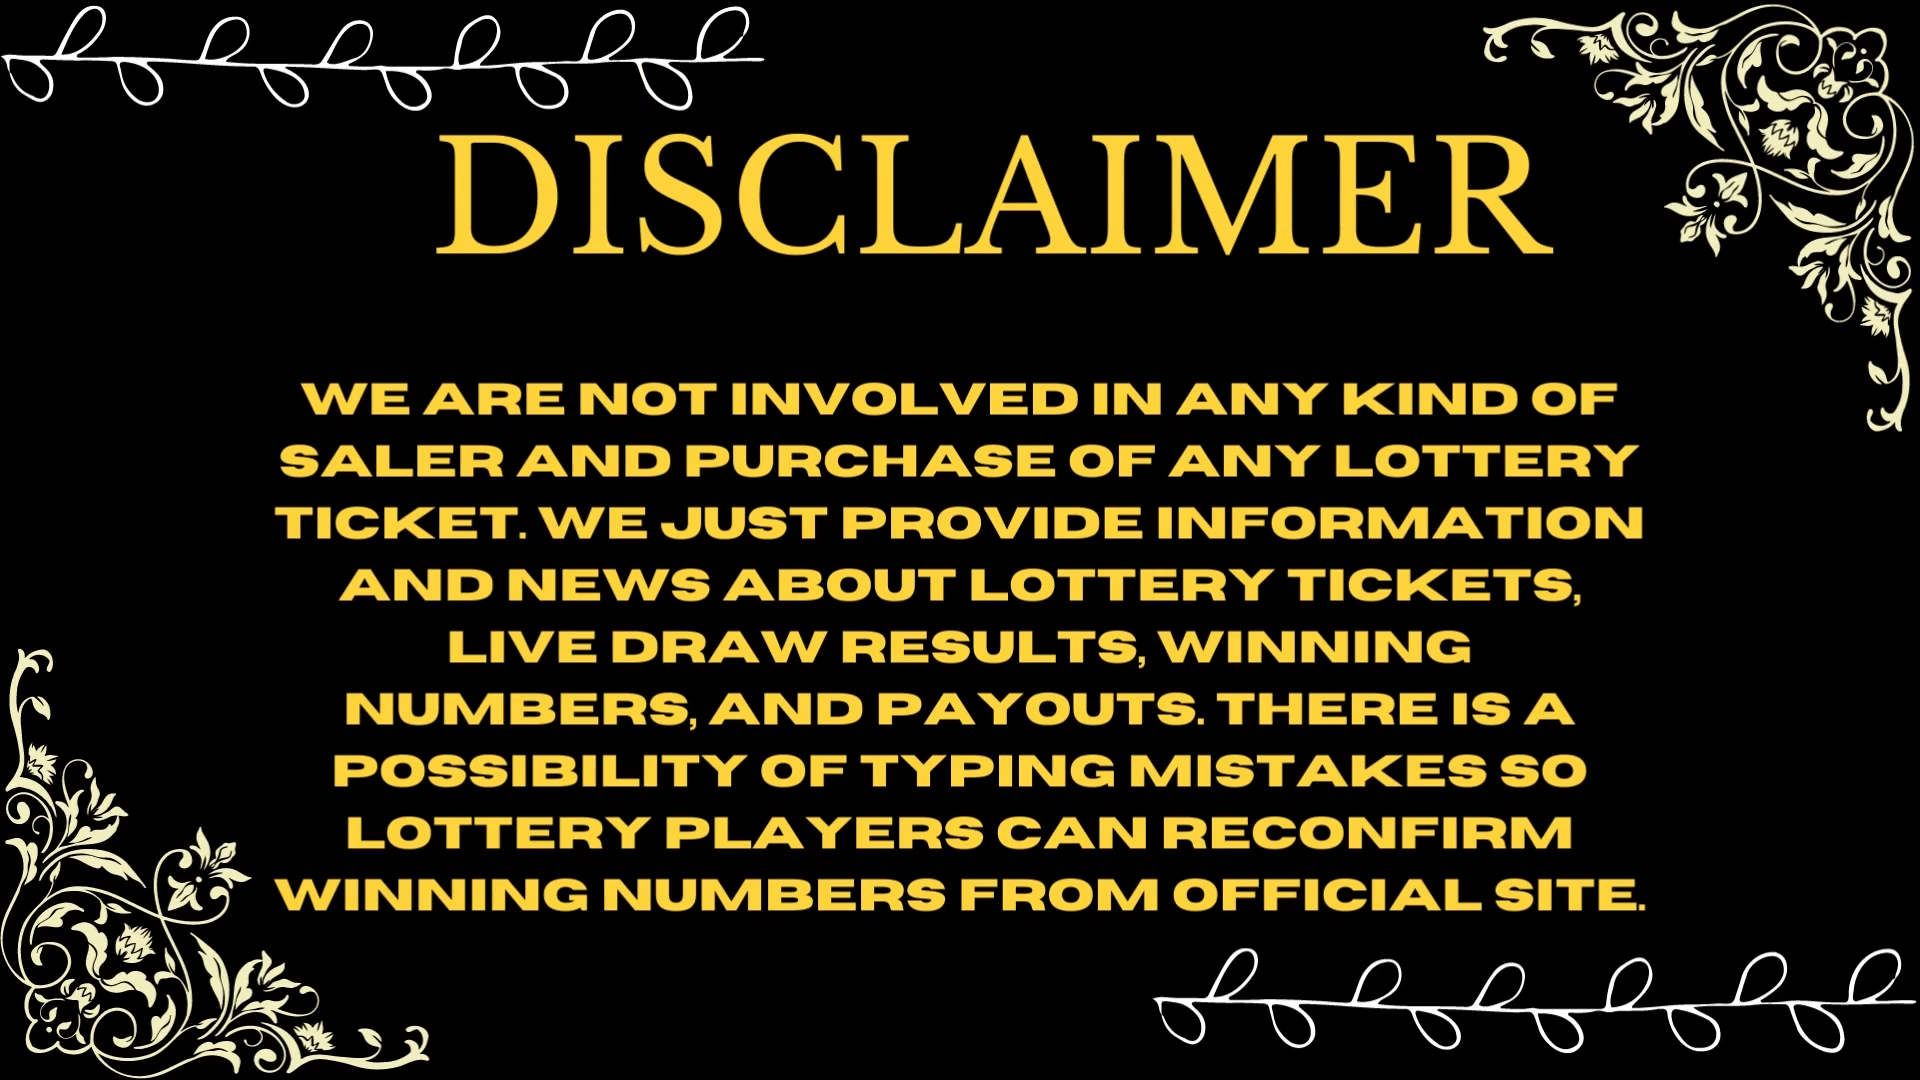 DISCLAIMER
WE ARE NOT INVOLVED IN ANY KIND OF
SALER AND PURCHASE OF ANY LOTTERY
TICKET. WE JUST PROVIDE INFORMATION
AND NEWS ABOUT LOTTERY TICKETS,
LIVE DRAW RESULTS, WINNING
NUMBERS, AND PAYOUTS. THERE IS A
POSSIBILITY OF TYPING MISTAKES SO
LOTTERY PLAYERS CAN RECONFIRM
WINNING NUMBERS FROM OFFICIAL SITE.